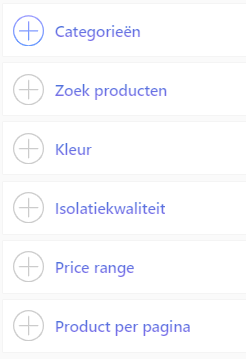 Categorieën
Zoek producten
Kleur
Isolatiekwaliteit
Price range
Product per pagina